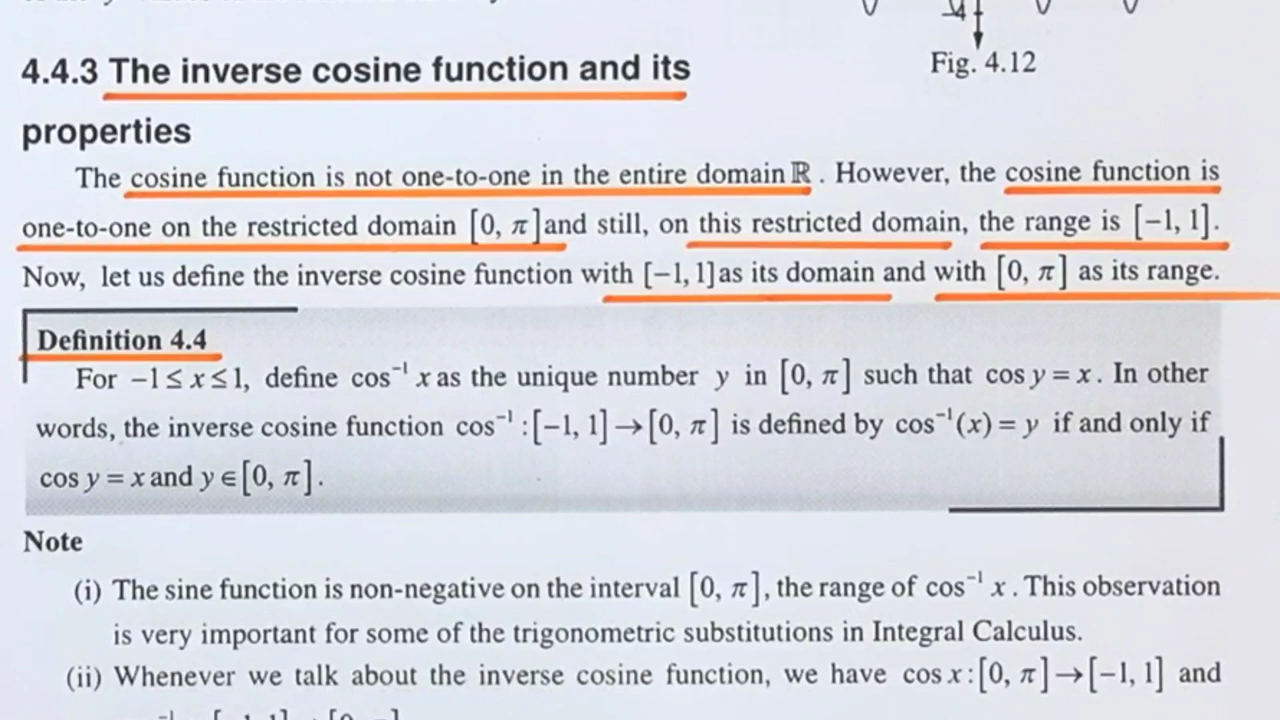 Fig. 4.12
4.4.3 The inverse cosine function and its
properties
The cosine function is not one-to-one in the entire domain ℝ . However, the cosine function is
one-to-one on the restricted domain [0, π] and still, on this restricted domain, the range is [−1, 1].
Now, let us define the inverse cosine function with [−1, 1] as its domain and with [0, π] as its range.
Definition 4.4
For −1 ≤ x ≤ 1, define cos⁻¹ x as the unique number y in [0, π] such that cos y = x . In other
words, the inverse cosine function cos⁻¹ : [−1, 1] → [0, π] is defined by cos⁻¹(x) = y if and only if
cos y = x and y ∈ [0, π].
Note
(i) The sine function is non-negative on the interval [0, π], the range of cos⁻¹ x . This observation
is very important for some of the trigonometric substitutions in Integral Calculus.
(ii) Whenever we talk about the inverse cosine function, we have cos x : [0, π] → [−1, 1] and